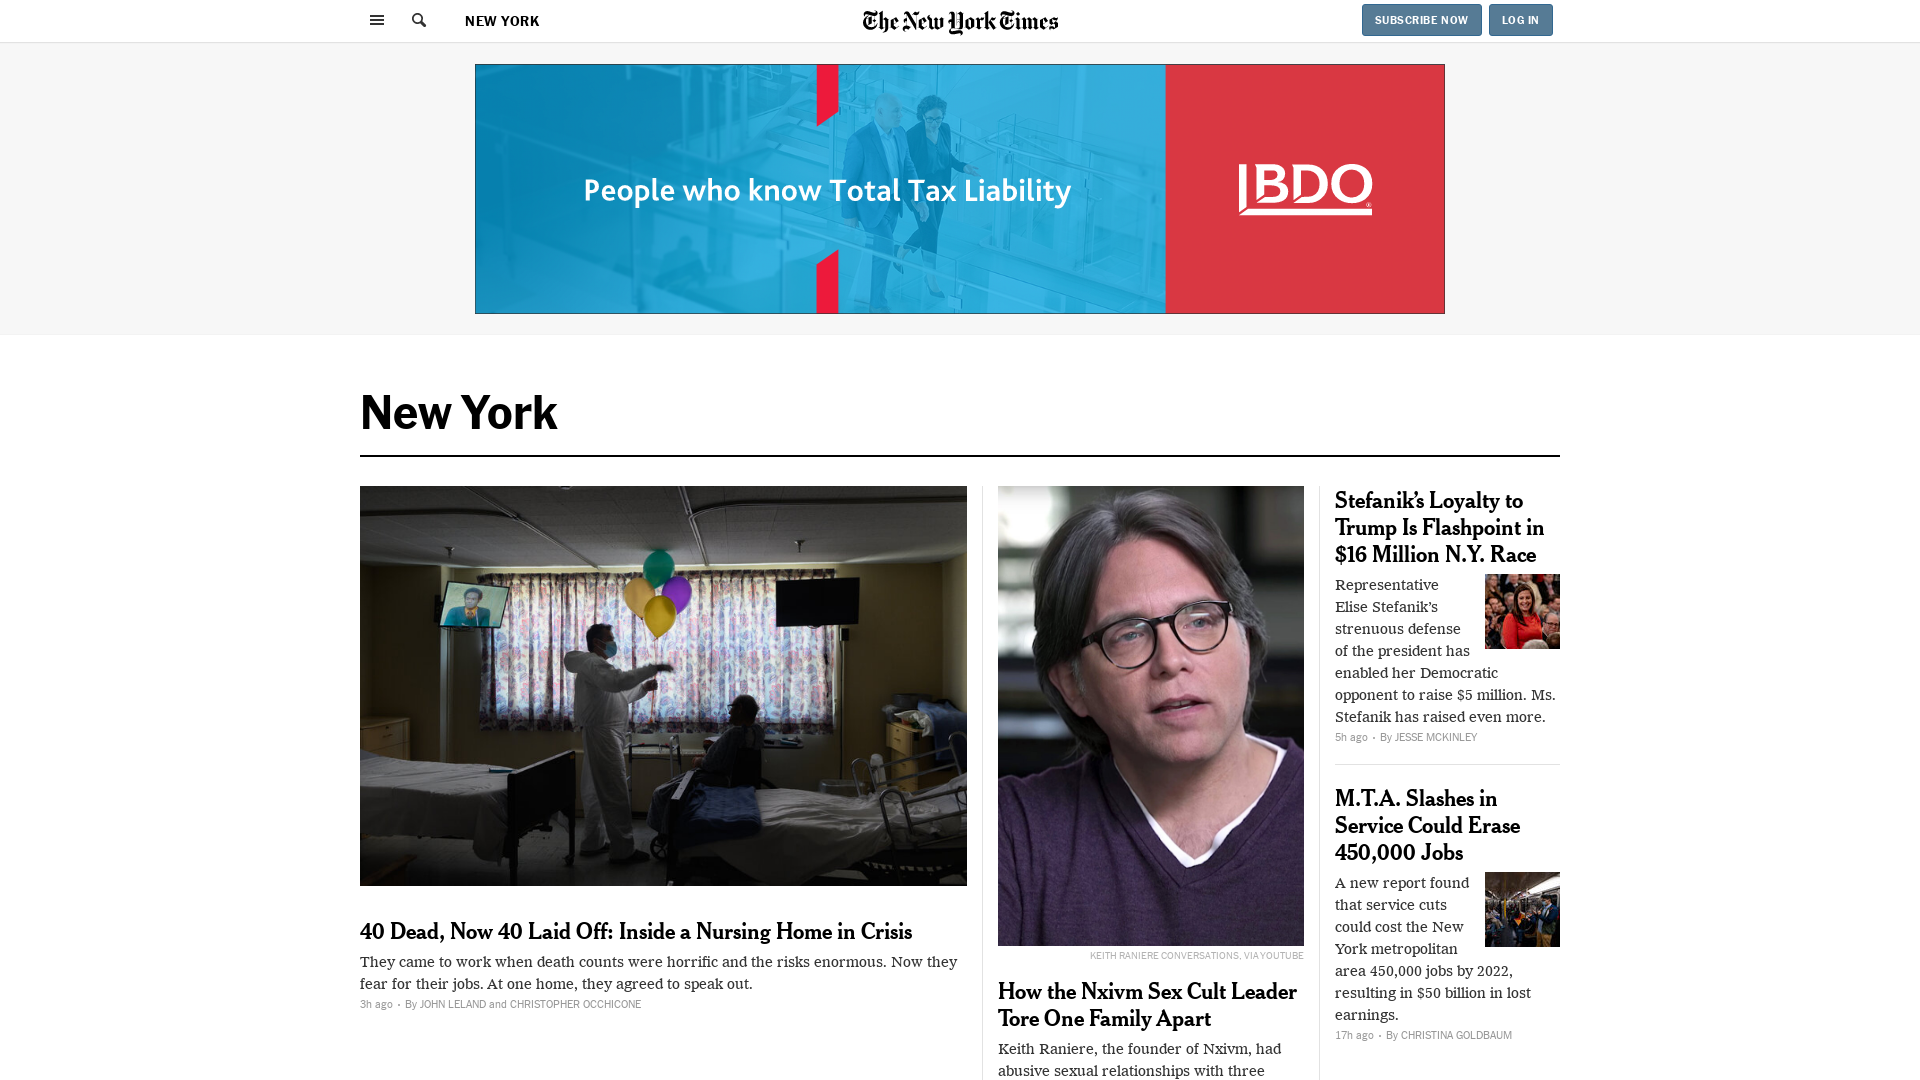 NEW YORK
The New York Times
SUBSCRIBE NOW
LOG IN
People who know Total Tax Liability
BDO
New York
40 Dead, Now 40 Laid Off: Inside a Nursing Home in Crisis
They came to work when death counts were horrific and the risks enormous. Now they
fear for their jobs. At one home, they agreed to speak out.
3h ago • By JOHN LELAND and CHRISTOPHER OCCHICONE
KEITH RANIERE CONVERSATIONS, VIA YOUTUBE
How the Nxivm Sex Cult Leader
Tore One Family Apart
Keith Raniere, the founder of Nxivm, had
abusive sexual relationships with three
Stefanik’s Loyalty to
Trump Is Flashpoint in
$16 Million N.Y. Race
Representative
Elise Stefanik’s
strenuous defense
of the president has
enabled her Democratic
opponent to raise $5 million. Ms.
Stefanik has raised even more.
5h ago • By JESSE MCKINLEY
M.T.A. Slashes in
Service Could Erase
450,000 Jobs
A new report found
that service cuts
could cost the New
York metropolitan
area 450,000 jobs by 2022,
resulting in $50 billion in lost
earnings.
17h ago • By CHRISTINA GOLDBAUM